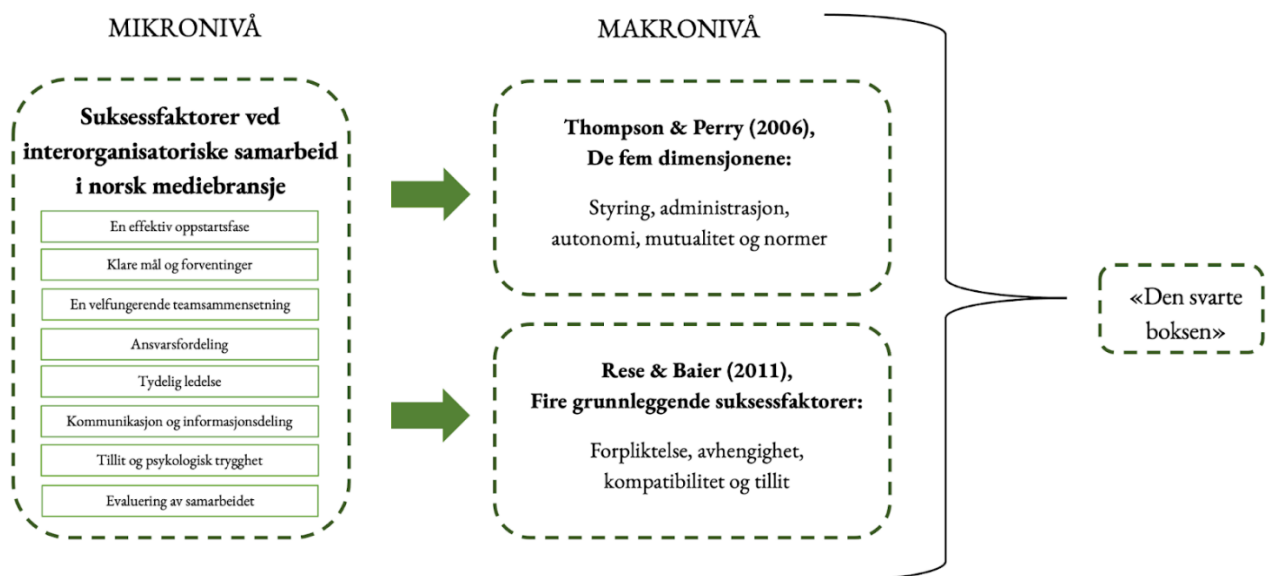 MIKRONIVÅ
Suksessfaktorer ved
interorganisatoriske samarbeid
i norsk mediebransje
En effektiv oppstartsfase
Klare mål og forventinger
En velfungerende teamsammensetning
Ansvarsfordeling
Tydelig ledelse
Kommunikasjon og informasjonsdeling
Tillit og psykologisk trygghet
Evaluering av samarbeidet
MAKRONIVÅ
Thompson & Perry (2006),
De fem dimensjonene:
Styring, administrasjon,
autonomi, mutualitet og normer
Rese & Baier (2011),
Fire grunnleggende suksessfaktorer:
Forpliktelse, avhengighet,
kompatibilitet og tillit
«Den svarte
boksen»